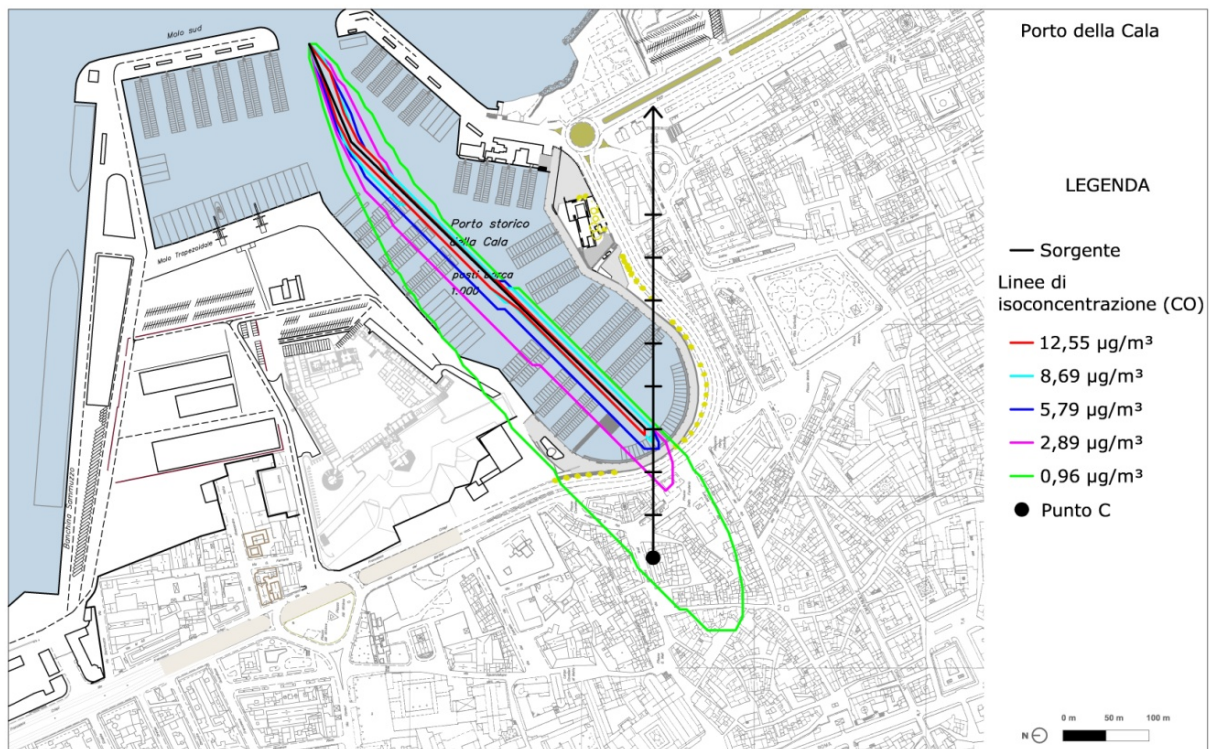 Porto della Cala
LEGENDA
Sorgente
Linee di
isoconcentrazione (CO)
12,55 µg/m³
8,69 µg/m³
5,79 µg/m³
2,89 µg/m³
0,96 µg/m³
Punto C
Molo sud
Porto storico
della Cala
posti barca
1.000
Molo Trapezoidale
Banchina Sammuzzo
0 m 50 m 100 m
N